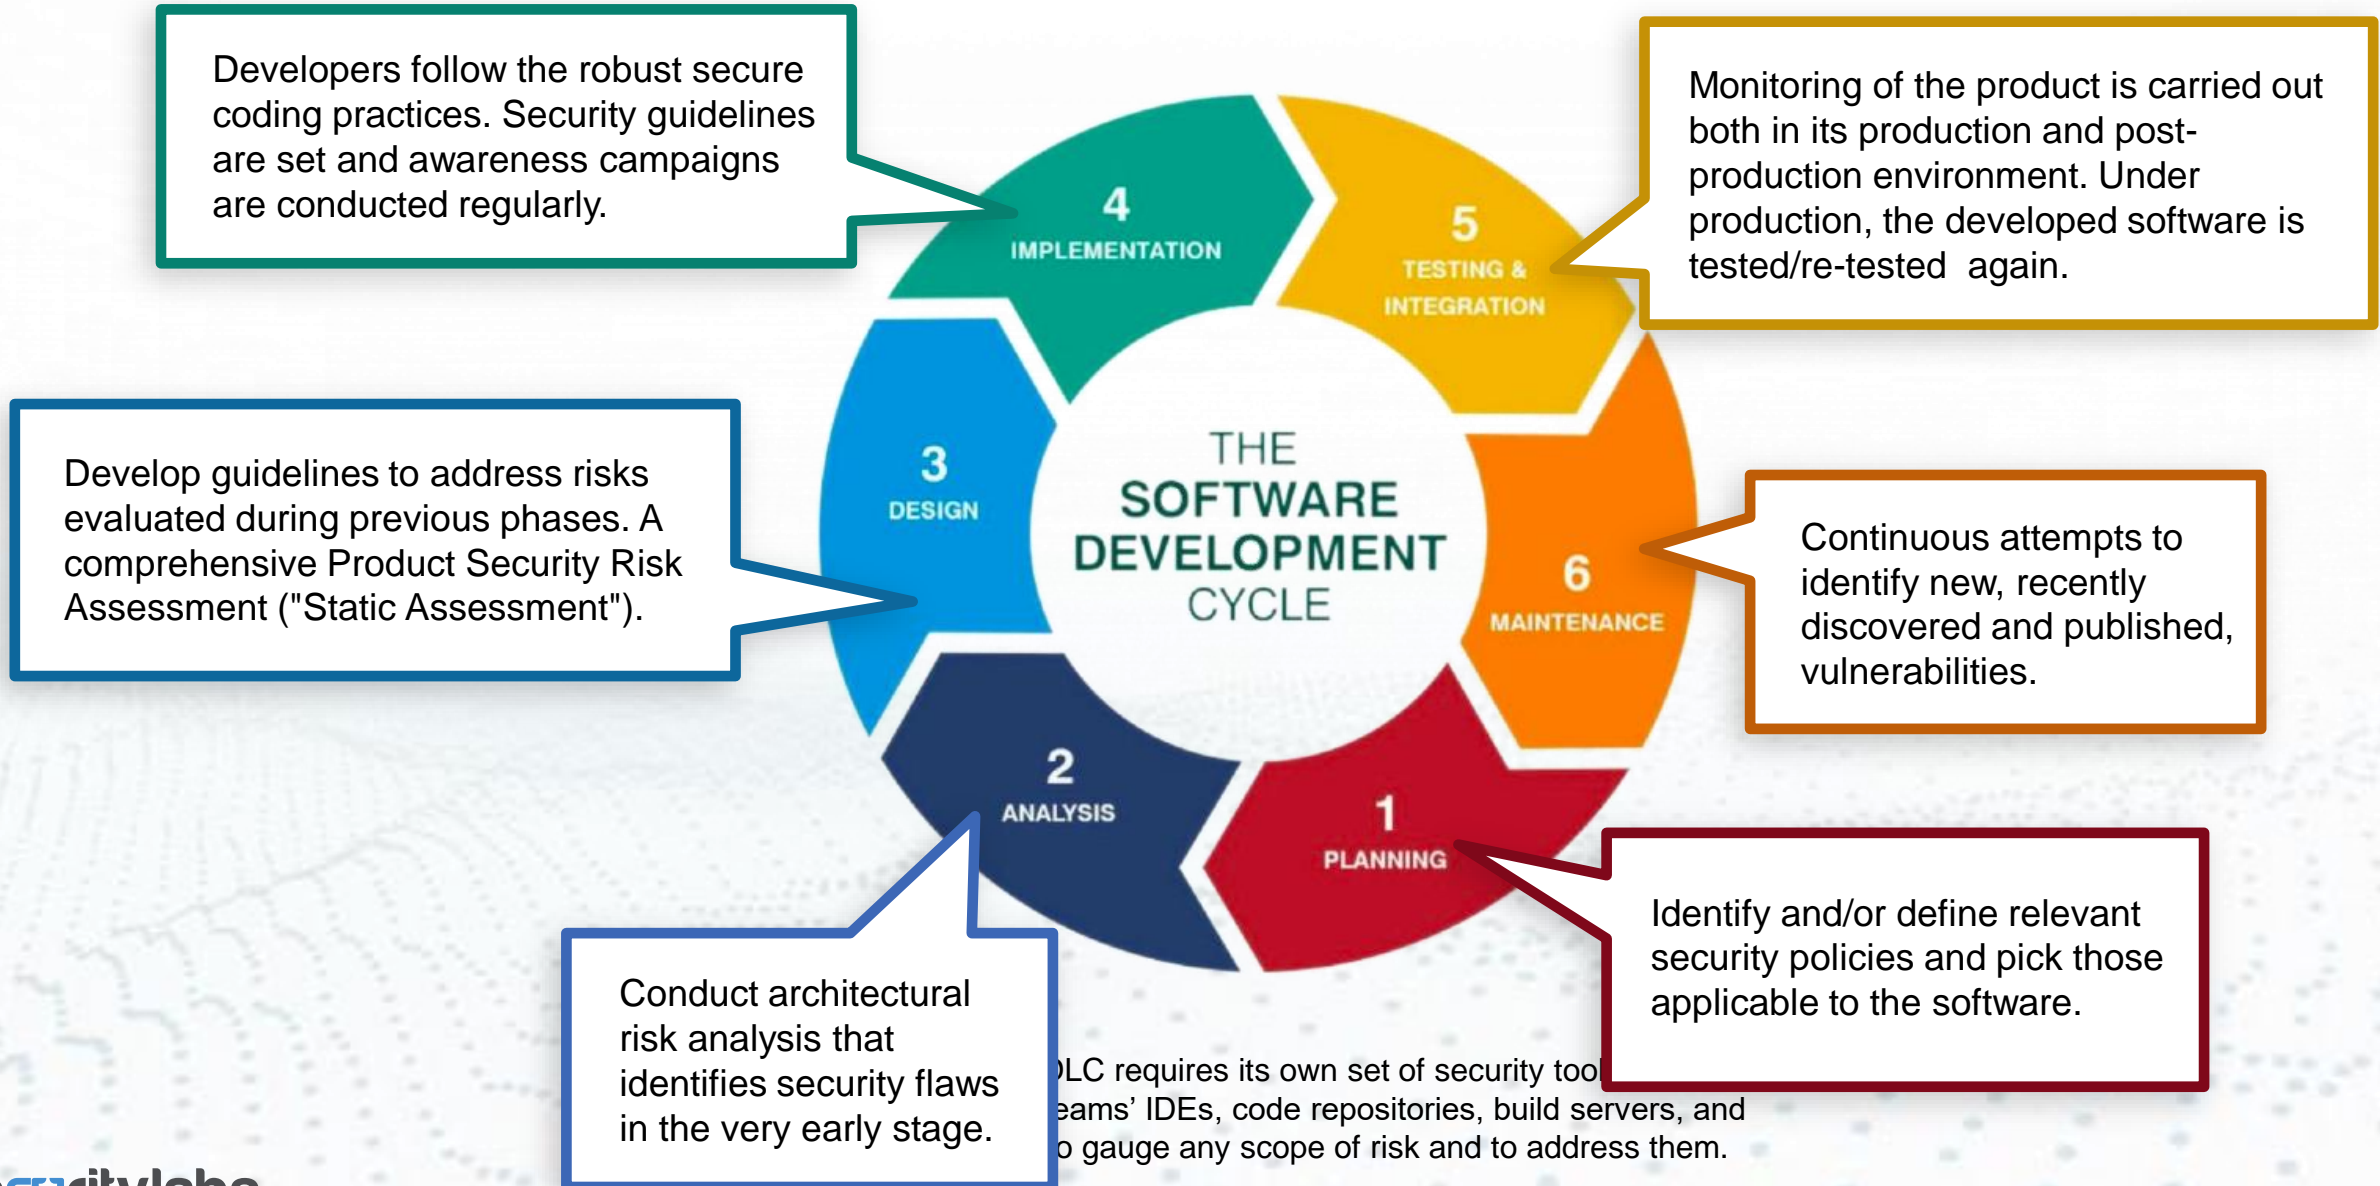 Developers follow the robust secure
coding practices. Security guidelines
are set and awareness campaigns
are conducted regularly.
Monitoring of the product is carried out
both in its production and post-
production environment. Under
production, the developed software is
tested/re-tested again.
4
IMPLEMENTATION
5
TESTING &
INTEGRATION
Develop guidelines to address risks
evaluated during previous phases. A
comprehensive Product Security Risk
Assessment ("Static Assessment").
3
DESIGN
THE
SOFTWARE
DEVELOPMENT
CYCLE
6
MAINTENANCE
Continuous attempts to
identify new, recently
discovered and published,
vulnerabilities.
2
ANALYSIS
1
PLANNING
Identify and/or define relevant
security policies and pick those
applicable to the software.
Conduct architectural
risk analysis that
identifies security flaws
in the very early stage.
requires its own set of security
IDEs, code repositories, build servers, and
gauge any scope of risk and to address them.